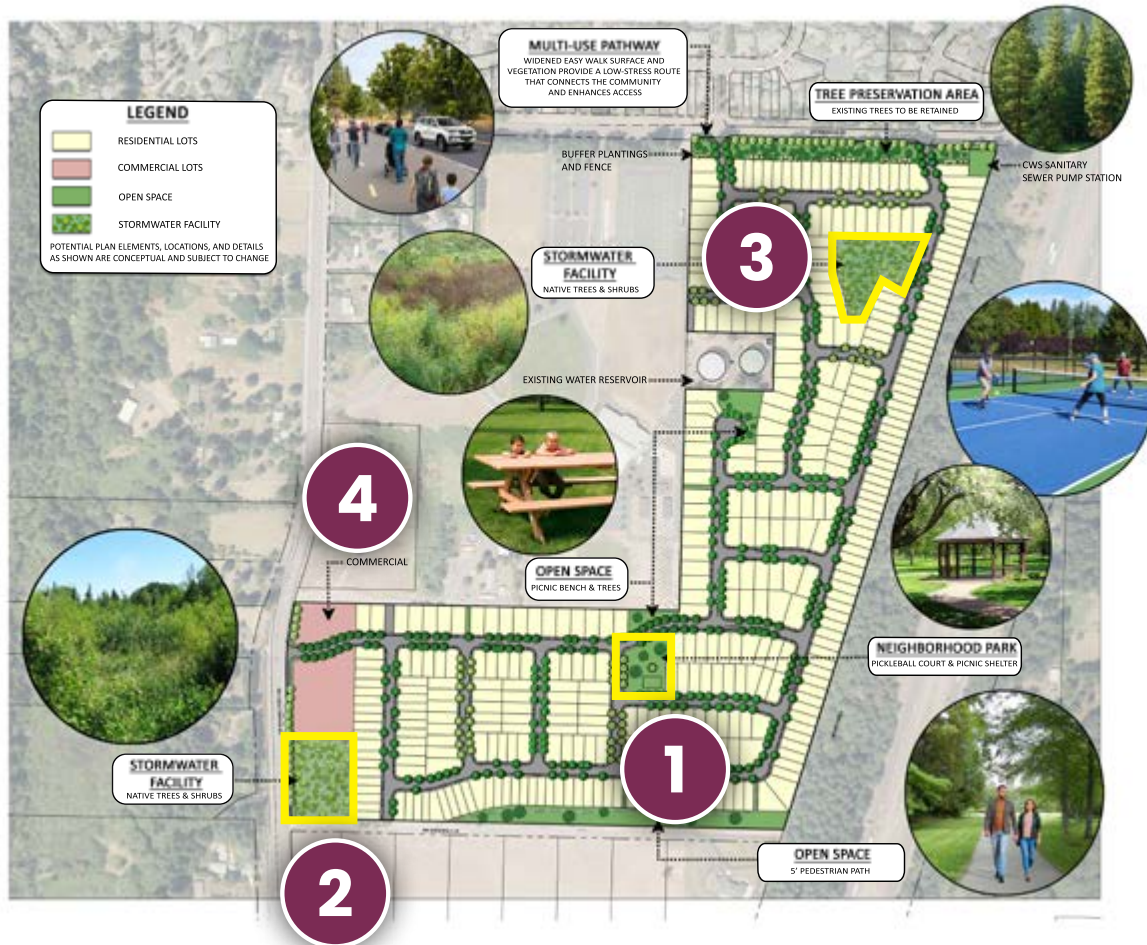 MULTI-USE PATHWAY
WIDENED EASY WALK SURFACE AND
VEGETATION PROVIDE A LOW-STRESS ROUTE
THAT CONNECTS THE COMMUNITY
AND ENHANCES ACCESS
TREE PRESERVATION AREA
EXISTING TREES TO BE RETAINED
LEGEND
RESIDENTIAL LOTS
COMMERCIAL LOTS
OPEN SPACE
STORMWATER FACILITY
POTENTIAL PLAN ELEMENTS, LOCATIONS, AND DETAILS
AS SHOWN ARE CONCEPTUAL AND SUBJECT TO CHANGE
BUFFER PLANTINGS
AND FENCE
CWS SANITARY
SEWER PUMP STATION
3
STORMWATER
FACILITY
NATIVE TREES & SHRUBS
EXISTING WATER RESERVOIR
4
COMMERCIAL
OPEN SPACE
PICNIC BENCH & TREES
NEIGHBORHOOD PARK
PICKLEBALL COURT & PICNIC SHELTER
1
STORMWATER
FACILITY
NATIVE TREES & SHRUBS
2
OPEN SPACE
5' PEDESTRIAN PATH